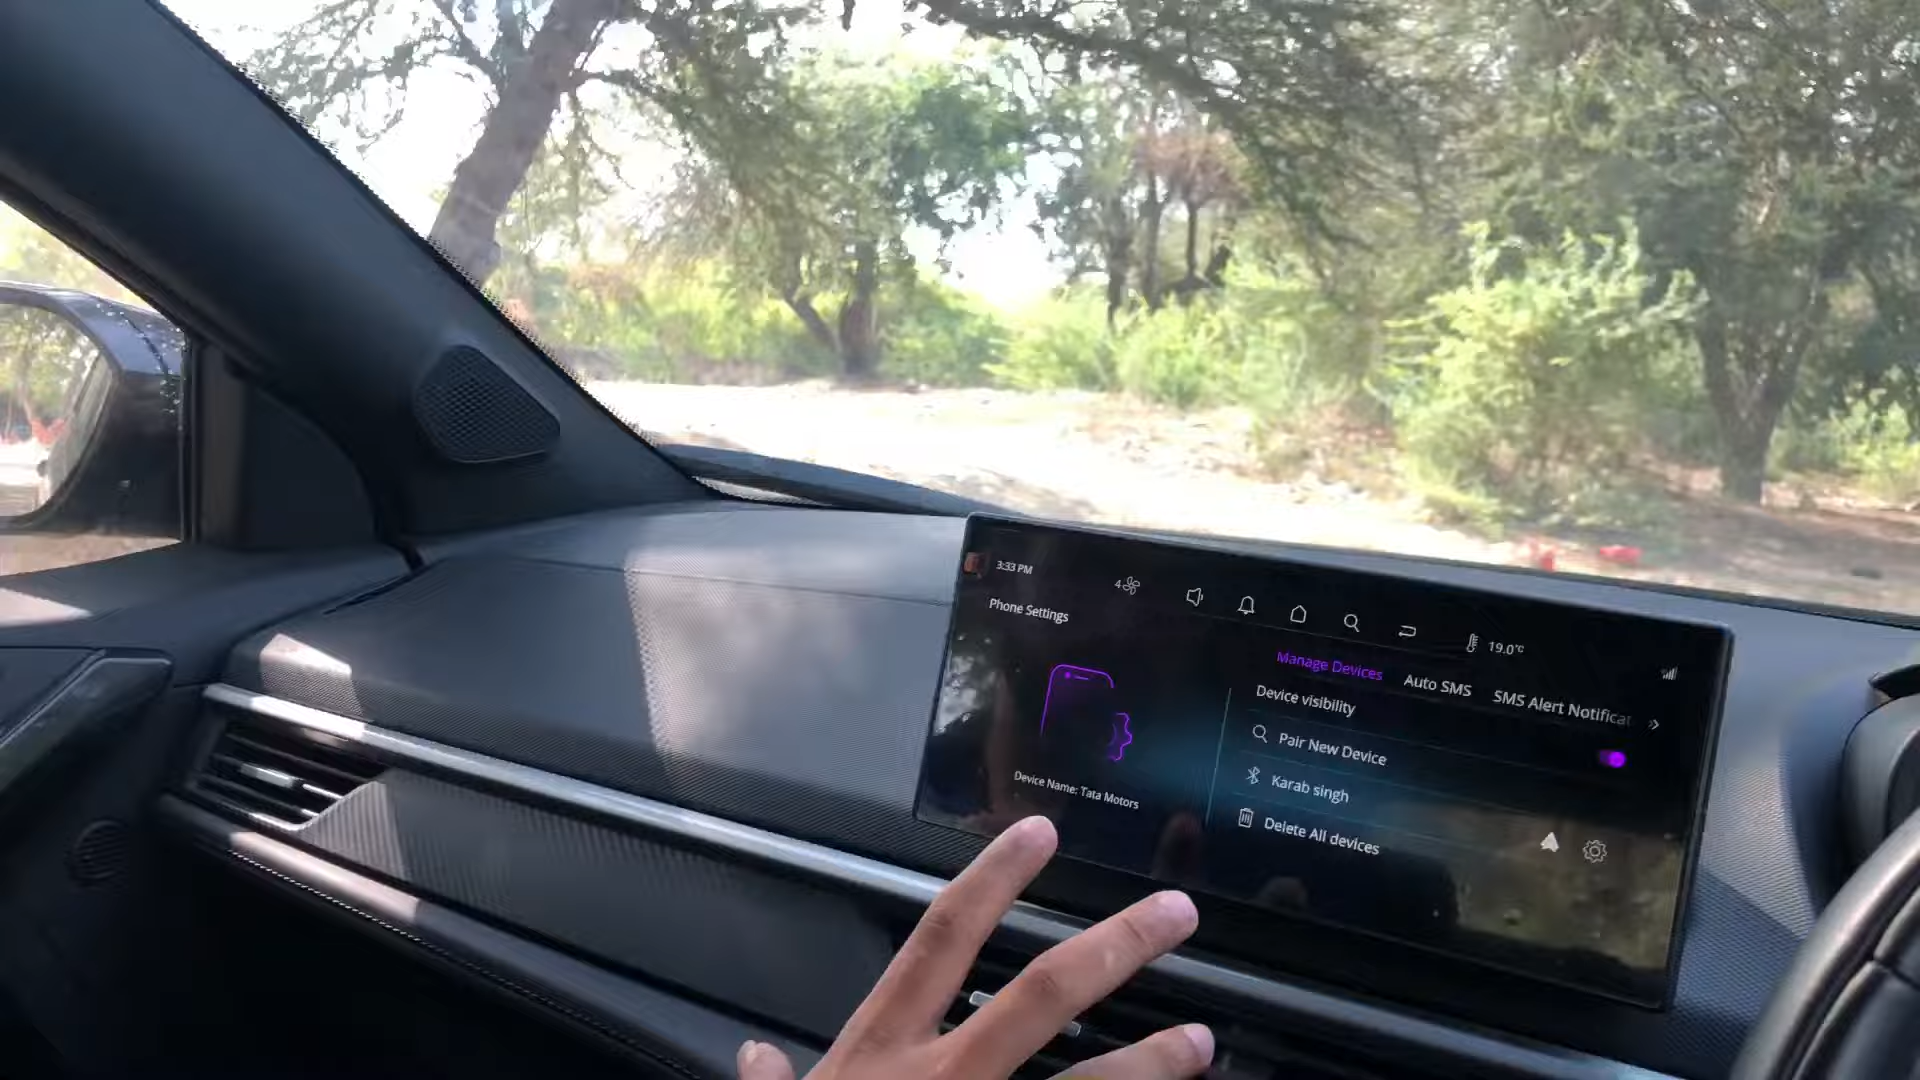 3:33 PM
4
19.0°C
Phone Settings
Manage Devices
Auto SMS
SMS Alert Notificat
Device visibility
Pair New Device
Karab singh
Delete All devices
Device Name: Tata Motors